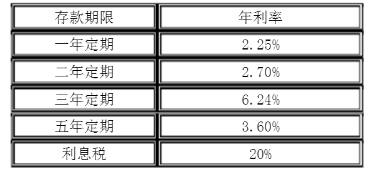 存款期限 年利率
一年定期 2.25%
二年定期 2.70%
三年定期 6.24%
五年定期 3.60%
利息税 20%